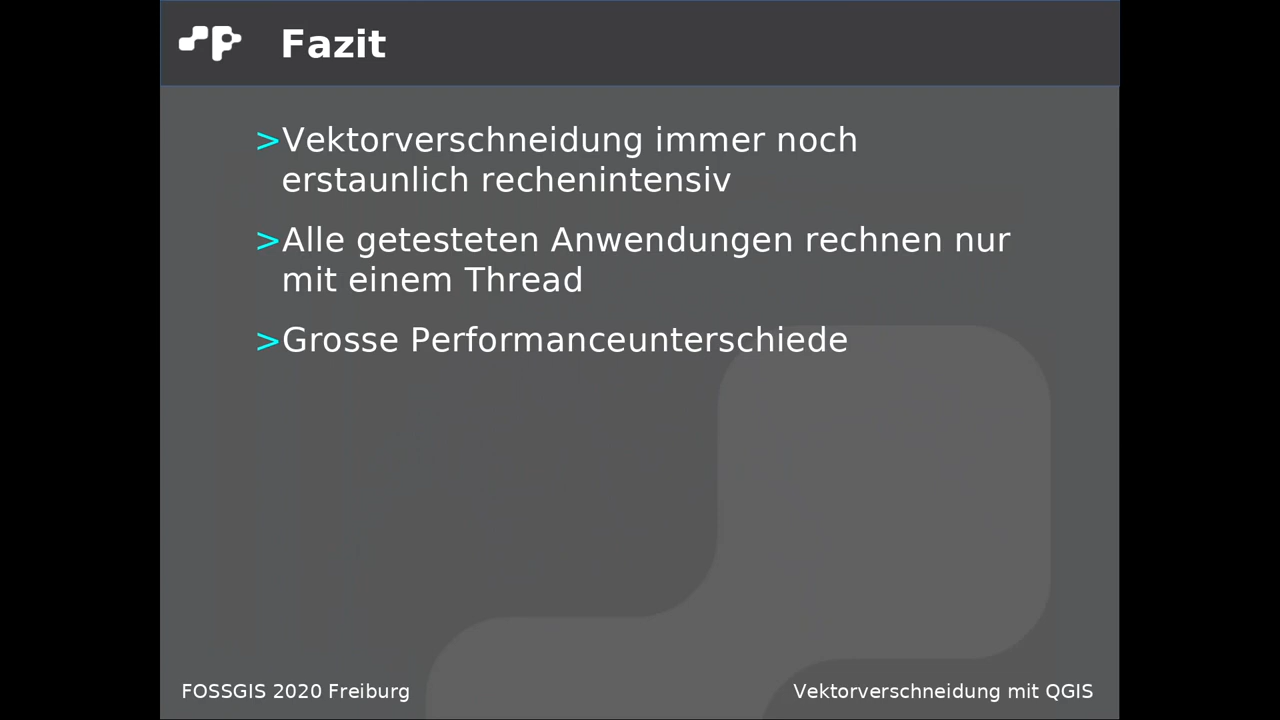 Fazit
>Vektorverschneidung immer noch
erstaunlich rechenintensiv
>Alle getesteten Anwendungen rechnen nur
mit einem Thread
>Grosse Performanceunterschiede
FOSSGIS 2020 Freiburg
Vektorverschneidung mit QGIS